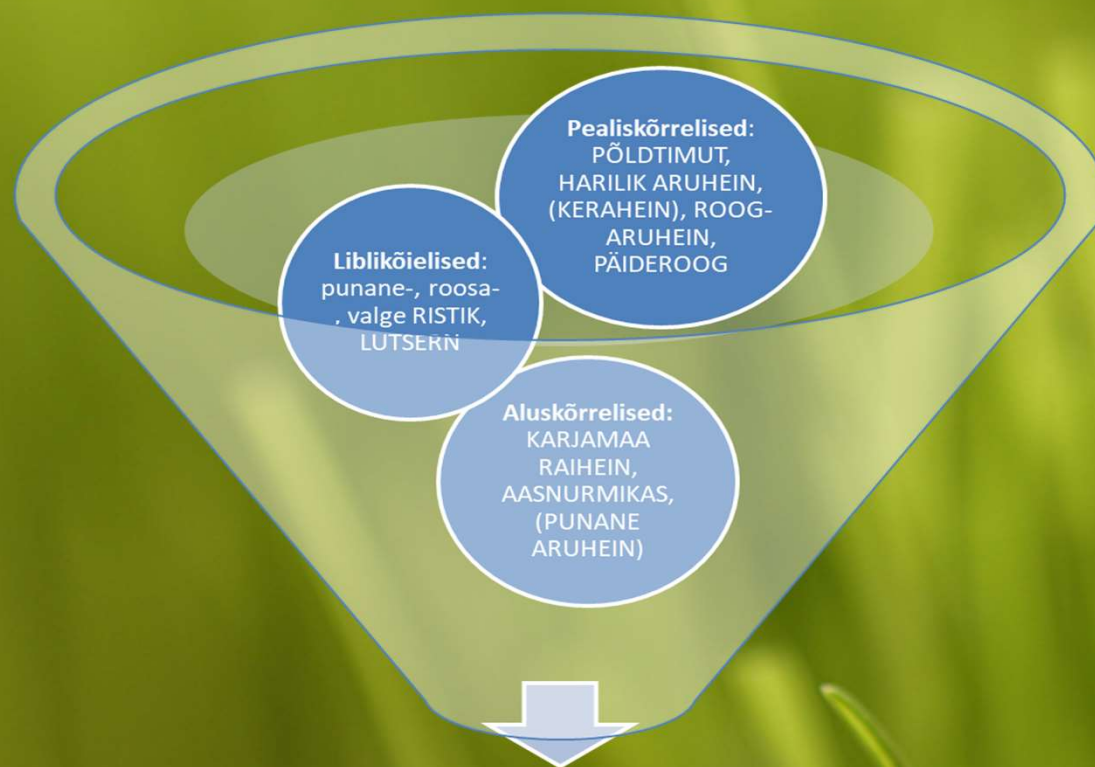 Pealiskõrrelised:
PÕLDTIMUT,
HARILIK ARUHEIN,
(KERAHEIN), ROOG-
ARUHEIN,
PÄIDEROOG
Liblikõielised:
punane-, roosa-
, valge RISTIK,
LUTSERN
Aluskõrrelised:
KARJAMAA
RAIHEIN,
AASNURMIKAS,
(PUNANE
ARUHEIN)